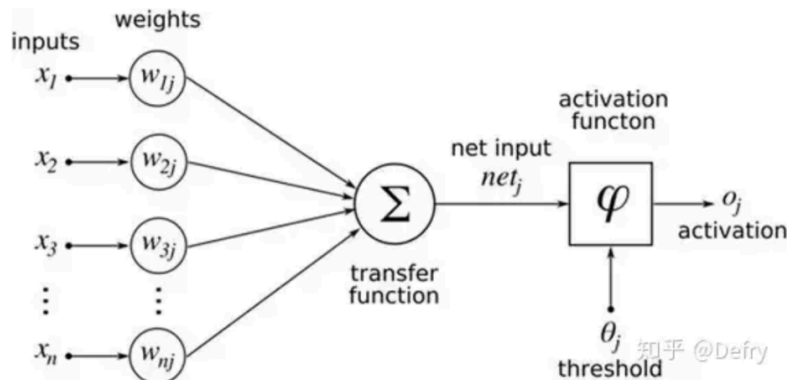 weights
inputs
x1
w1j
activation
functon
x2
w2j
net input
netj
Σ
φ
oj
activation
x3
w3j
transfer
function
⋮
⋮
θj
xn
wnj
threshold
知乎 @Defry